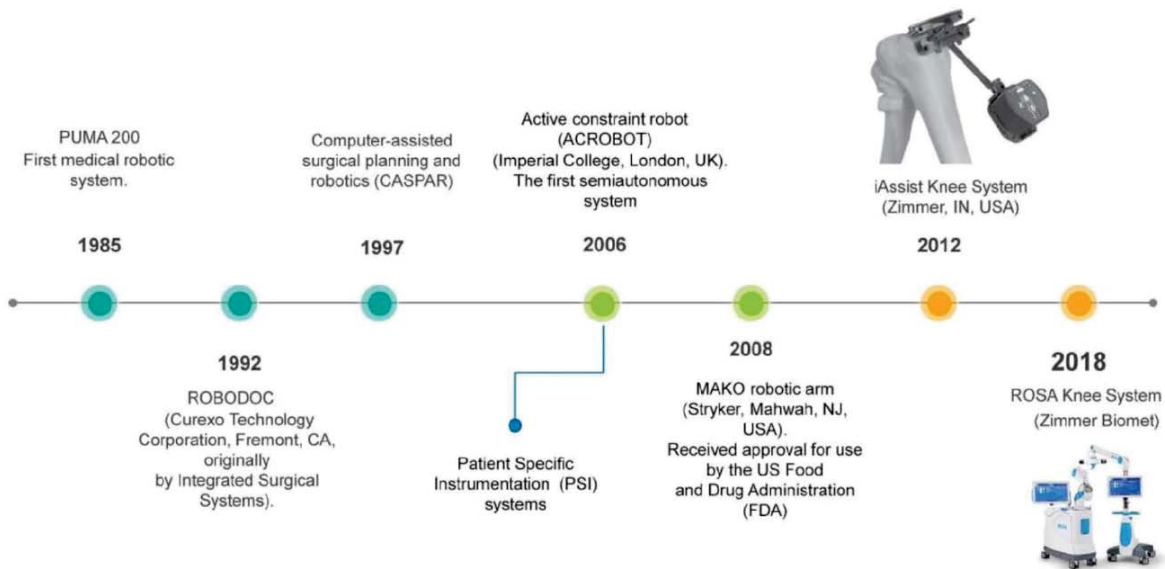 PUMA 200
First medical robotic
system.
1985
1992
ROBODOC
(Curexo Technology
Corporation, Fremont, CA,
originally
by Integrated Surgical
Systems).
Computer-assisted
surgical planning and
robotics (CASPAR)
1997
Active constraint robot
(ACROBOT)
(Imperial College, London, UK).
The first semiautonomous
system
2006
Patient Specific
Instrumentation (PSI)
systems
2008
MAKO robotic arm
(Stryker, Mahwah, NJ,
USA).
Received approval for use
by the US Food
and Drug Administration
(FDA)
iAssist Knee System
(Zimmer, IN, USA)
2012
2018
ROSA Knee System
(Zimmer Biomet)